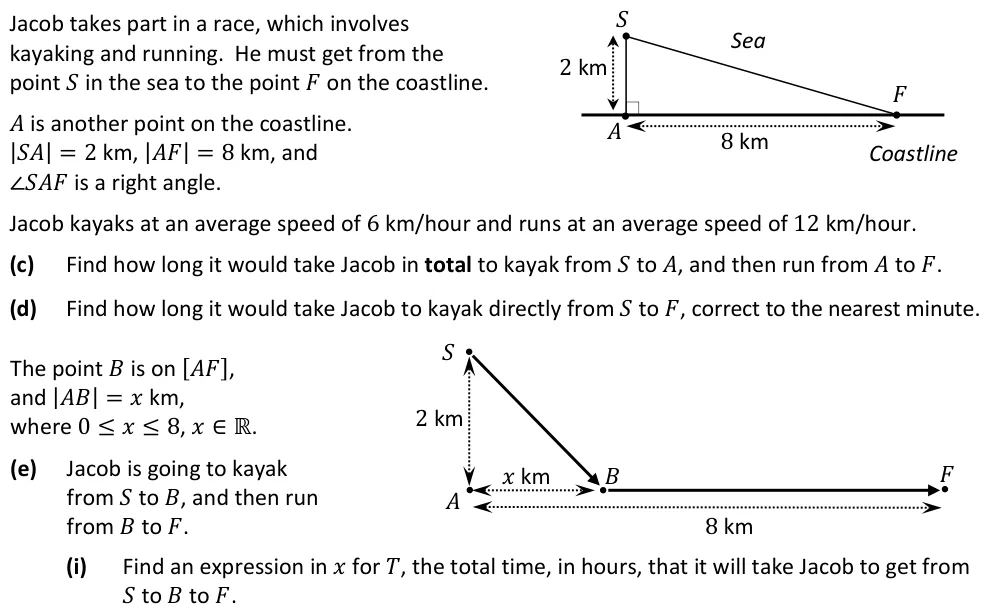 Jacob takes part in a race, which involves
kayaking and running. He must get from the
point S in the sea to the point F on the coastline.
A is another point on the coastline.
|SA| = 2 km, |AF| = 8 km, and
∠SAF is a right angle.
S
Sea
2 km
F
A
8 km
Coastline
Jacob kayaks at an average speed of 6 km/hour and runs at an average speed of 12 km/hour.
(c) Find how long it would take Jacob in total to kayak from S to A, and then run from A to F.
(d) Find how long it would take Jacob to kayak directly from S to F, correct to the nearest minute.
The point B is on [AF],
and |AB| = x km,
where 0 ≤ x ≤ 8, x ∈ ℝ.
(e) Jacob is going to kayak
from S to B, and then run
from B to F.
S
2 km
x km
B
F
A
8 km
(i) Find an expression in x for T, the total time, in hours, that it will take Jacob to get from
S to B to F.